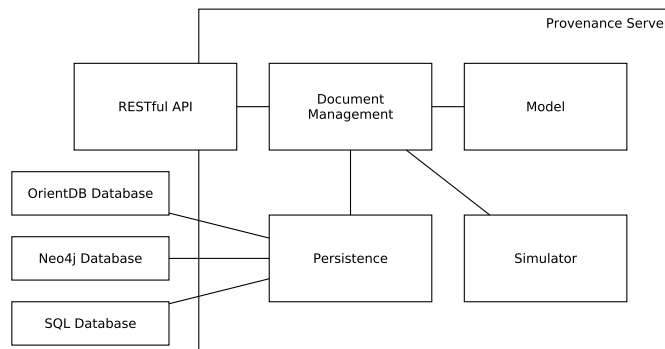 Provenance Serve
RESTful API
Document
Management
Model
OrientDB Database
Neo4j Database
Persistence
Simulator
SQL Database